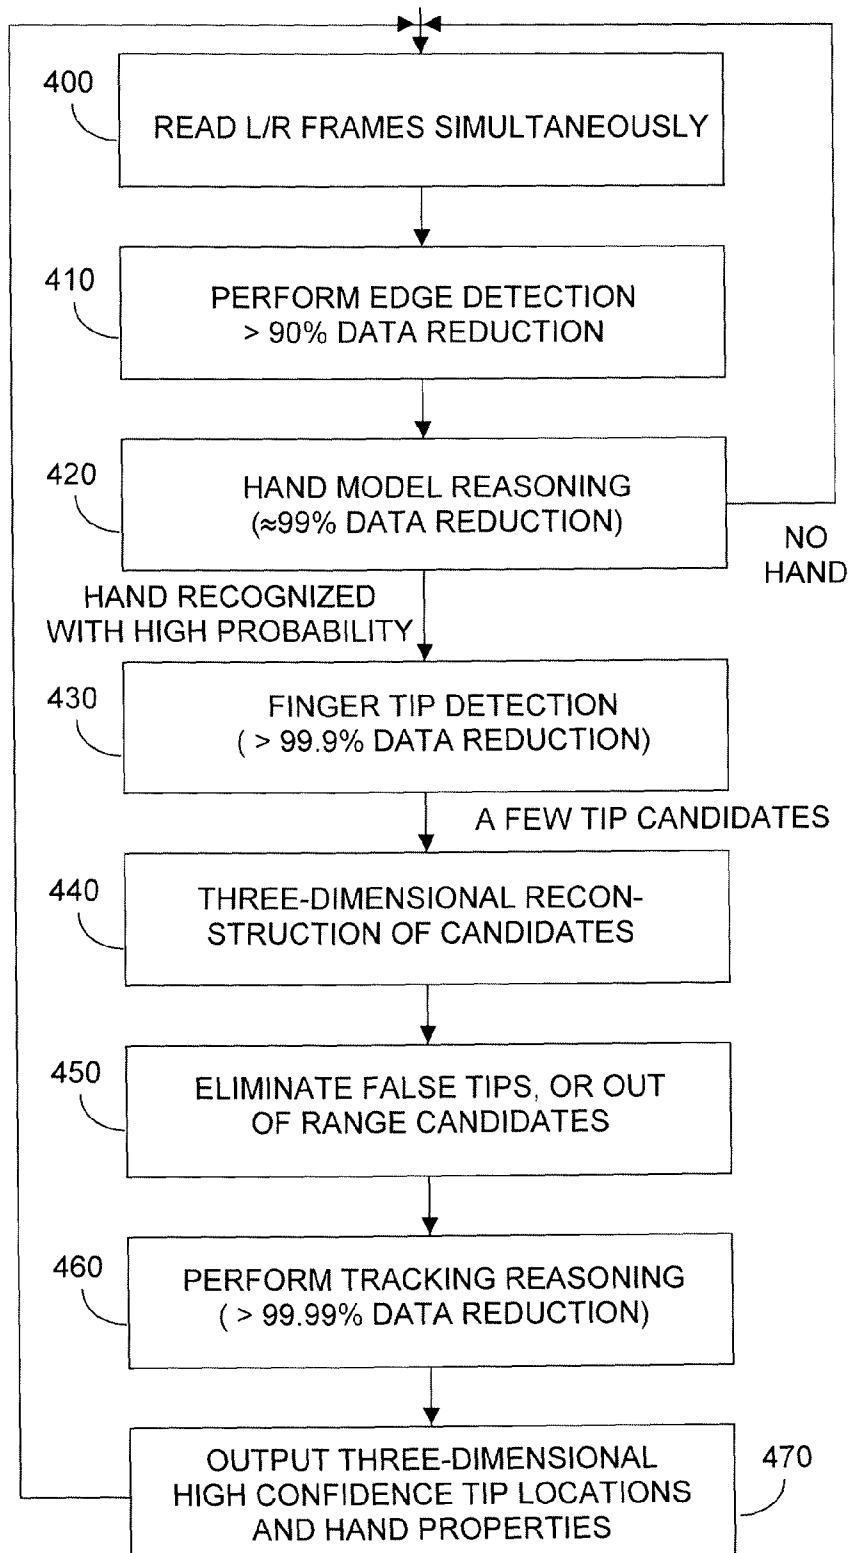 400
READ L/R FRAMES SIMULTANEOUSLY
410
PERFORM EDGE DETECTION
> 90% DATA REDUCTION
420
HAND MODEL REASONING
(≈99% DATA REDUCTION)
NO
HAND
HAND RECOGNIZED
WITH HIGH PROBABILITY
430
FINGER TIP DETECTION
( > 99.9% DATA REDUCTION)
A FEW TIP CANDIDATES
440
THREE-DIMENSIONAL RECON-
STRUCTION OF CANDIDATES
450
ELIMINATE FALSE TIPS, OR OUT
OF RANGE CANDIDATES
460
PERFORM TRACKING REASONING
( > 99.99% DATA REDUCTION)
OUTPUT THREE-DIMENSIONAL
HIGH CONFIDENCE TIP LOCATIONS
AND HAND PROPERTIES
470